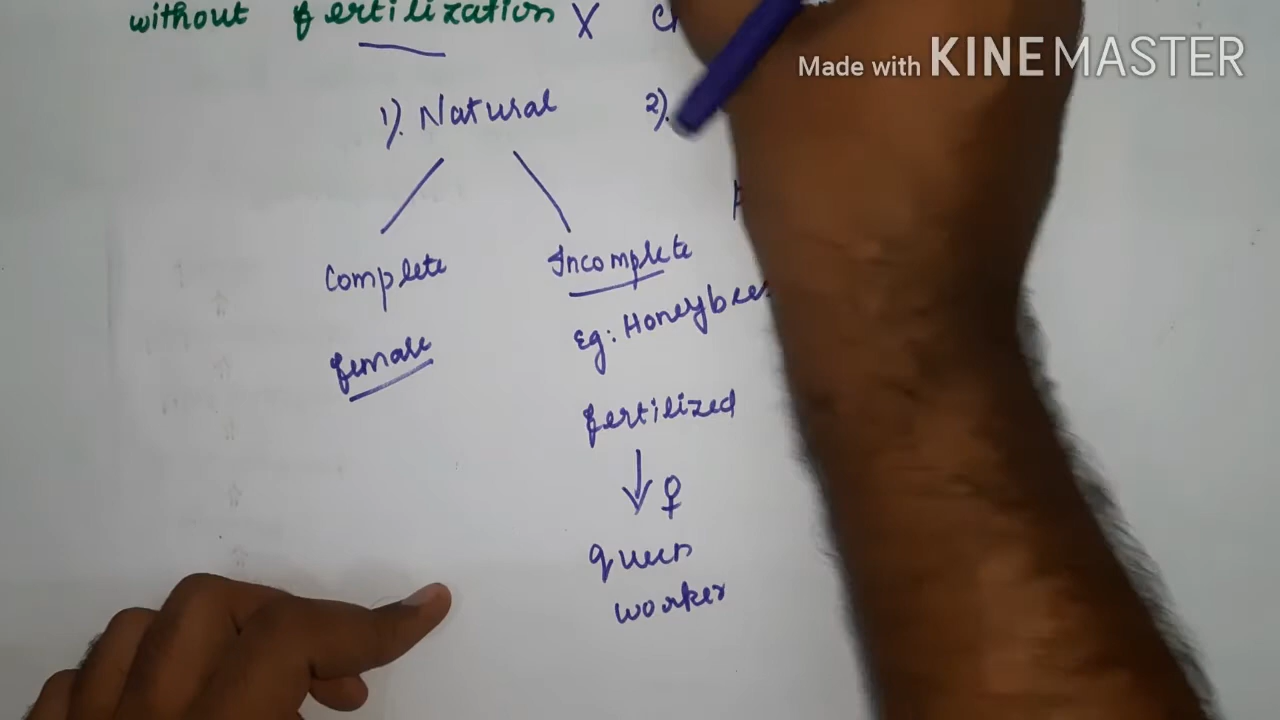 without fertilization X
Made with KINEMASTER
1). Natural
2).
Complete
Incomplete
female
Eg: Honeybees
fertilized
♀
queen
worker